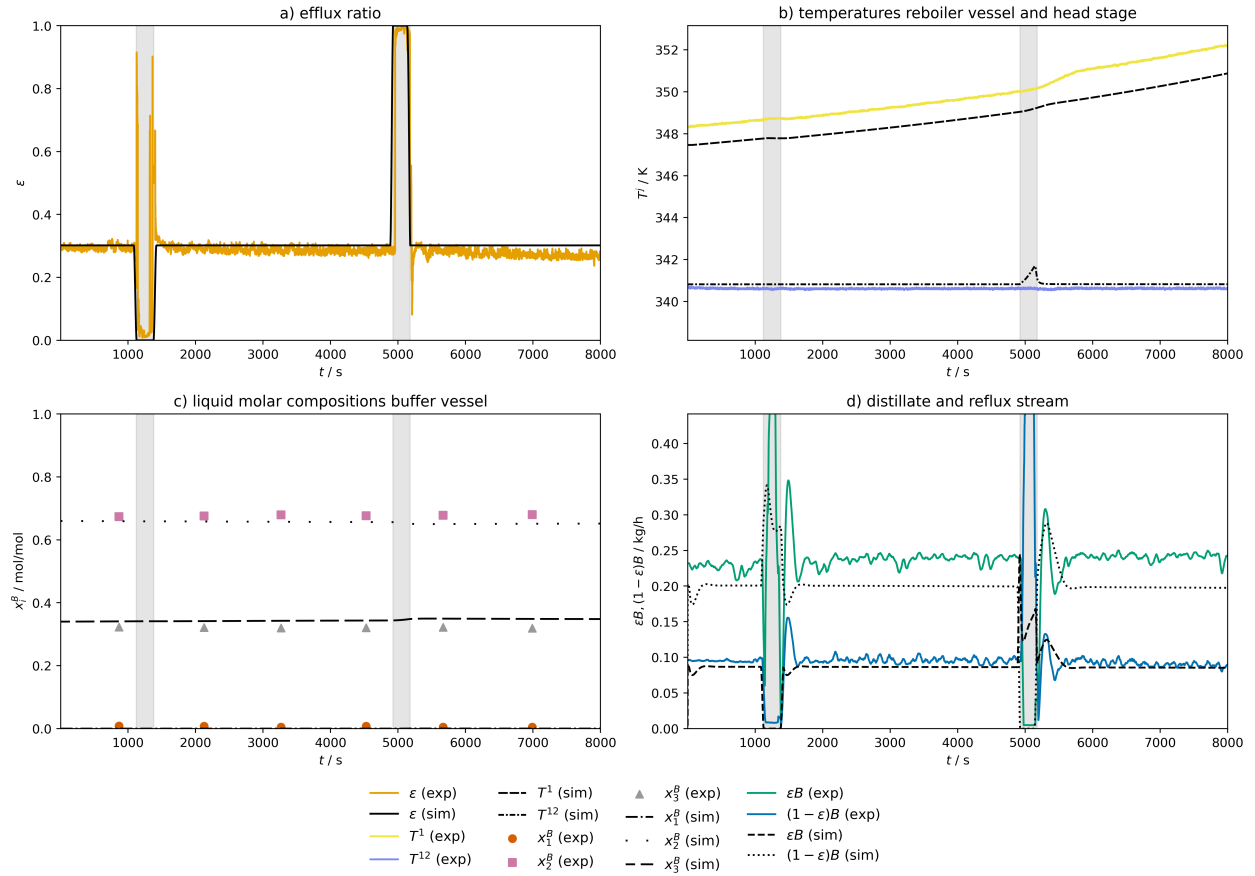 a) efflux ratio
1.0
0.8
0.6
0.4
0.2
0.0
ε
1000 2000 3000 4000 5000 6000 7000 8000
t / s
b) temperatures reboiler vessel and head stage
352
350
348
346
344
342
340
T^j / K
1000 2000 3000 4000 5000 6000 7000 8000
t / s
c) liquid molar compositions buffer vessel
1.0
0.8
0.6
0.4
0.2
0.0
x_i^B / mol/mol
1000 2000 3000 4000 5000 6000 7000 8000
t / s
d) distillate and reflux stream
0.40
0.35
0.30
0.25
0.20
0.15
0.10
0.05
0.00
εB, (1 − ε)B / kg/h
1000 2000 3000 4000 5000 6000 7000 8000
t / s
ε (exp)
ε (sim)
T^1 (exp)
T^12 (exp)
T^1 (sim)
T^12 (sim)
x_1^B (exp)
x_2^B (exp)
x_3^B (exp)
x_1^B (sim)
x_2^B (sim)
x_3^B (sim)
εB (exp)
(1 − ε)B (exp)
εB (sim)
(1 − ε)B (sim)